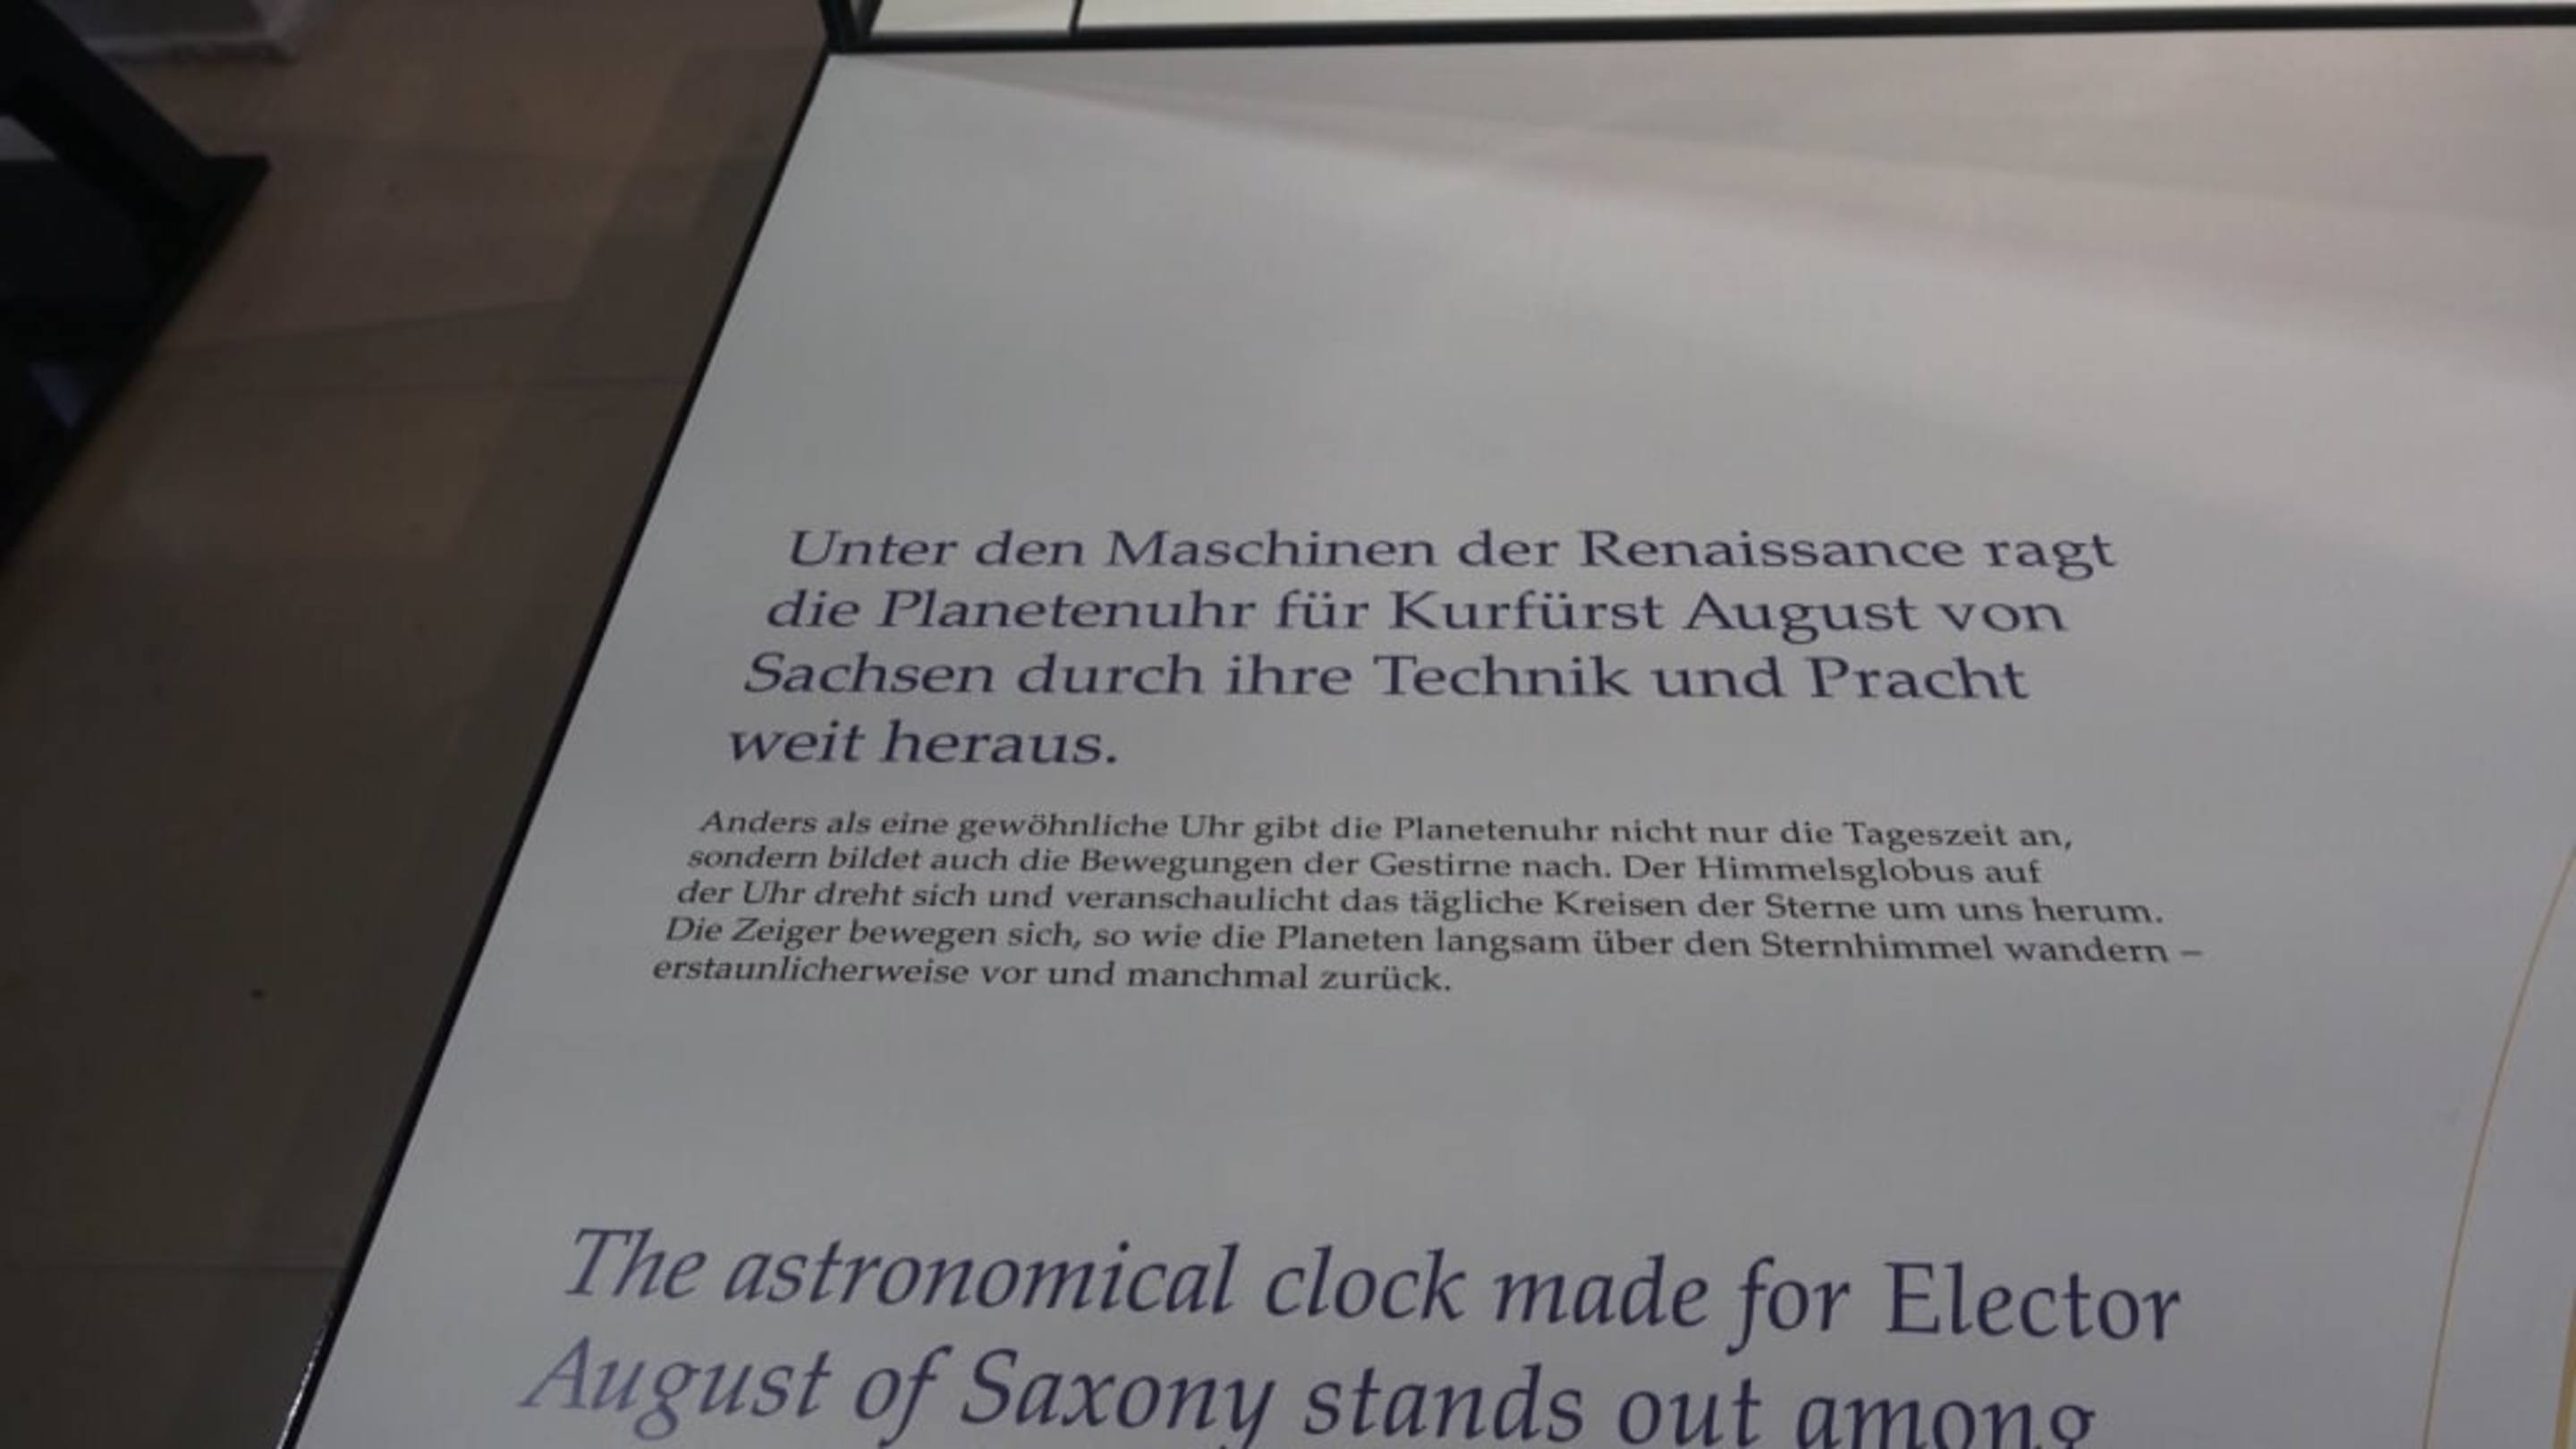 Unter den Maschinen der Renaissance ragt
die Planetenuhr für Kurfürst August von
Sachsen durch ihre Technik und Pracht
weit heraus.
Anders als eine gewöhnliche Uhr gibt die Planetenuhr nicht nur die Tageszeit an,
sondern bildet auch die Bewegungen der Gestirne nach. Der Himmelsglobus auf
der Uhr dreht sich und veranschaulicht das tägliche Kreisen der Sterne um uns herum.
Die Zeiger bewegen sich, so wie die Planeten langsam über den Sternhimmel wandern –
erstaunlicherweise vor und manchmal zurück.
The astronomical clock made for Elector
August of Saxony stands out among